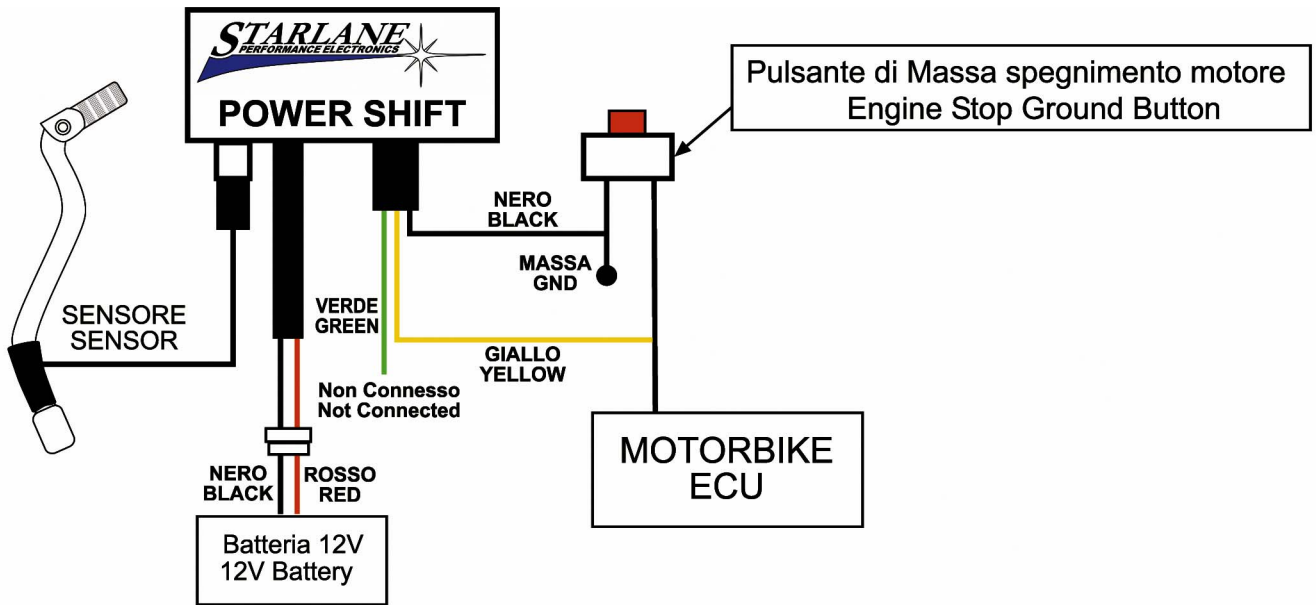 STARLANE
PERFORMANCE ELECTRONICS
POWER SHIFT
Pulsante di Massa spegnimento motore
Engine Stop Ground Button
NERO
BLACK
MASSA
GND
VERDE
GREEN
SENSORE
SENSOR
GIALLO
YELLOW
Non Connesso
Not Connected
MOTORBIKE
ECU
NERO
BLACK
ROSSO
RED
Batteria 12V
12V Battery